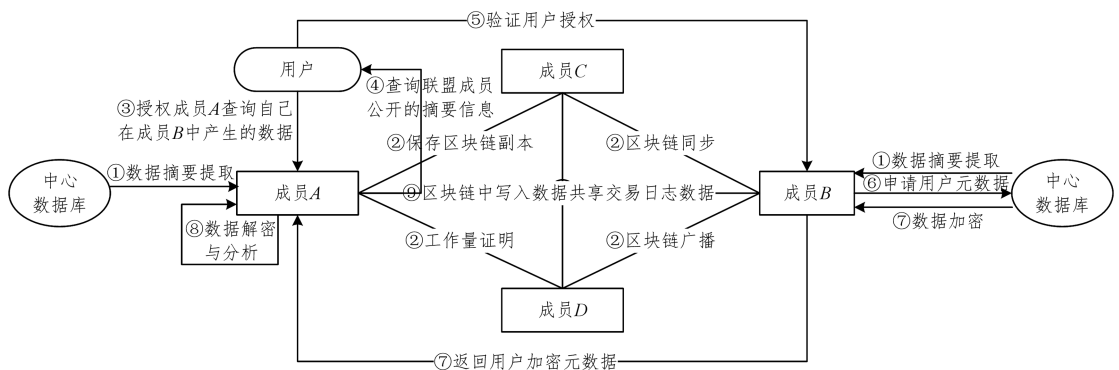 ⑤验证用户授权
用户
成员C
④查询联盟成员
公开的摘要信息
③授权成员A查询自己
在成员B中产生的数据
②保存区块链副本
②区块链同步
①数据摘要提取
①数据摘要提取
中心
数据库
成员A
⑨区块链中写入数据共享交易日志数据
成员B
⑥申请用户元数据
中心
数据库
⑦数据加密
⑧数据解密
与分析
②工作量证明
②区块链广播
成员D
⑦返回用户加密元数据